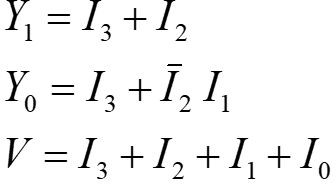 Y₁ = I₃ + I₂
Y₀ = I₃ + Ī₂ I₁
V = I₃ + I₂ + I₁ + I₀